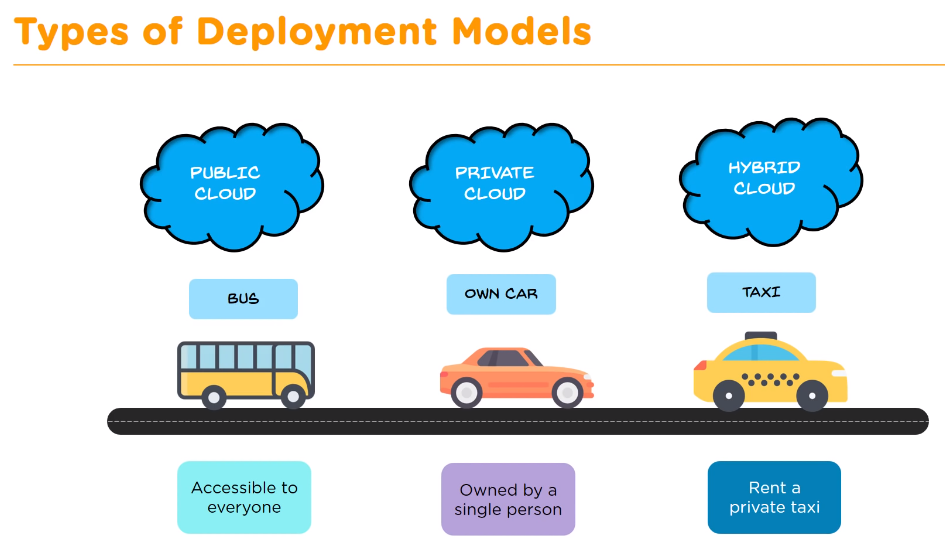 Types of Deployment Models
PUBLIC
CLOUD
PRIVATE
CLOUD
HYBRID
CLOUD
BUS
OWN CAR
TAXI
Accessible to
everyone
Owned by a
single person
Rent a
private taxi